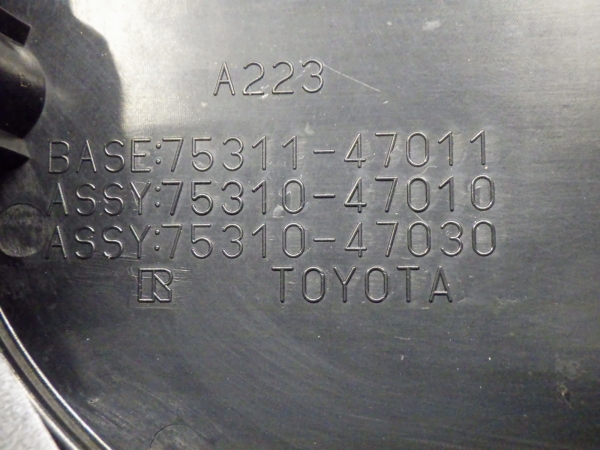 A223
BASE:75311-47011
ASSY:75310-47010
ASSY:75310-47030
R TOYOTA